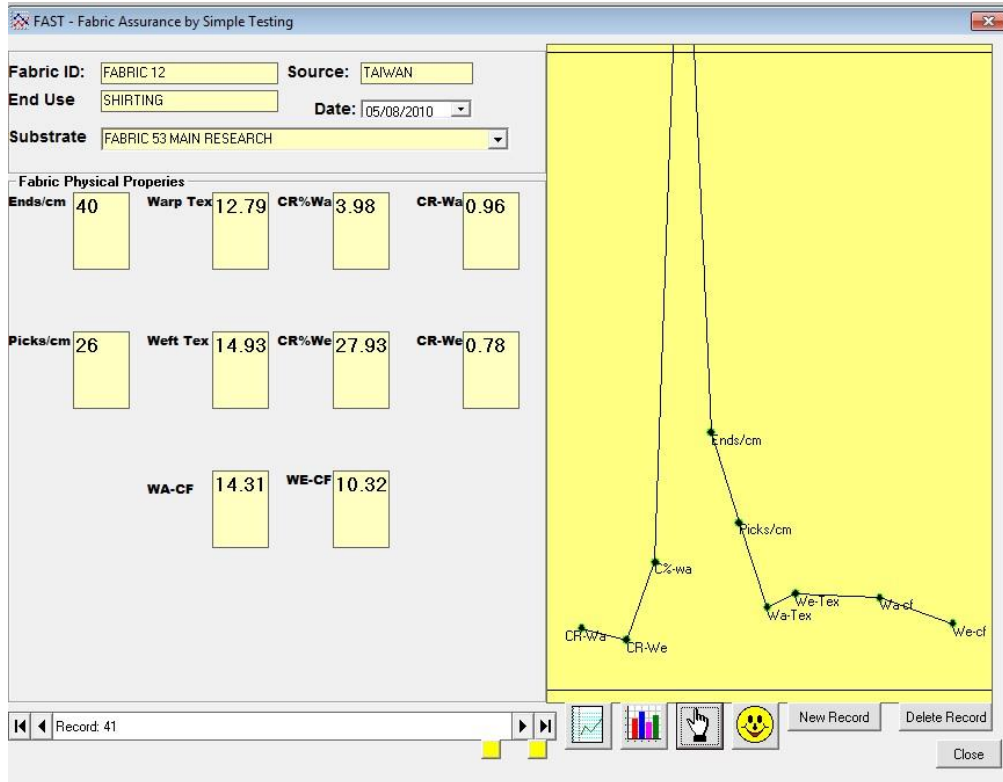 FAST - Fabric Assurance by Simple Testing
Fabric ID: FABRIC 12 Source: TAIWAN
End Use SHIRTING Date: 05/08/2010
Substrate FABRIC 53 MAIN RESEARCH
Fabric Physical Properies
Ends/cm 40 Warp Tex 12.79 CR%Wa 3.98 CR-Wa 0.96
Picks/cm 26 Weft Tex 14.93 CR%We 27.93 CR-We 0.78
WA-CF 14.31 WE-CF 10.32
Ends/cm
Picks/cm
C%-wa
We-Tex
Wa-cf
Wa-Tex
CR-Wa
We-cf
CR-We
Record: 41
New Record
Delete Record
Close